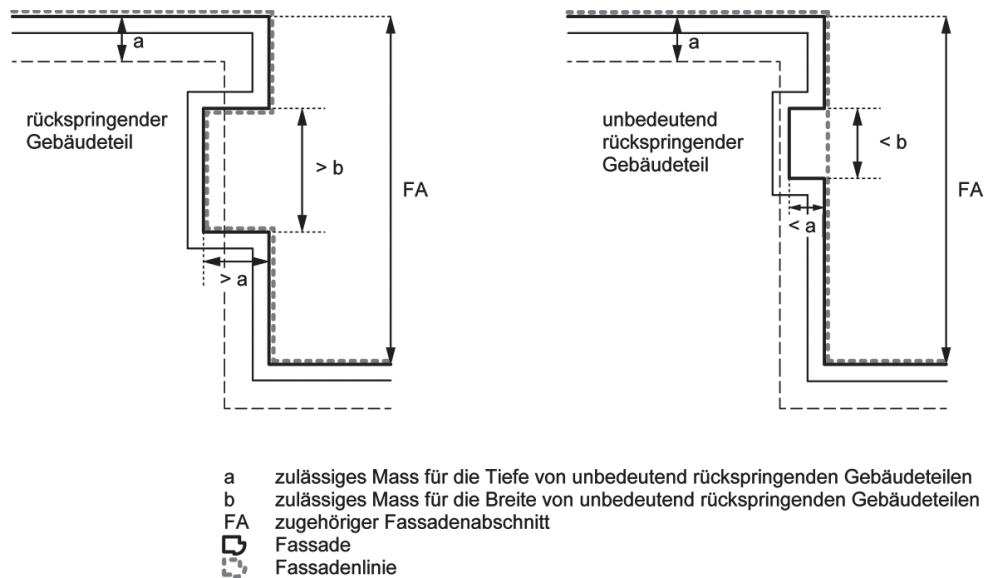 a
rückspringender
Gebäudeteil
> b
FA
> a
a
unbedeutend
rückspringender
Gebäudeteil
< b
FA
< a
a zulässiges Mass für die Tiefe von unbedeutend rückspringenden Gebäudeteilen
b zulässiges Mass für die Breite von unbedeutend rückspringenden Gebäudeteilen
FA zugehöriger Fassadenabschnitt
Fassade
Fassadenlinie